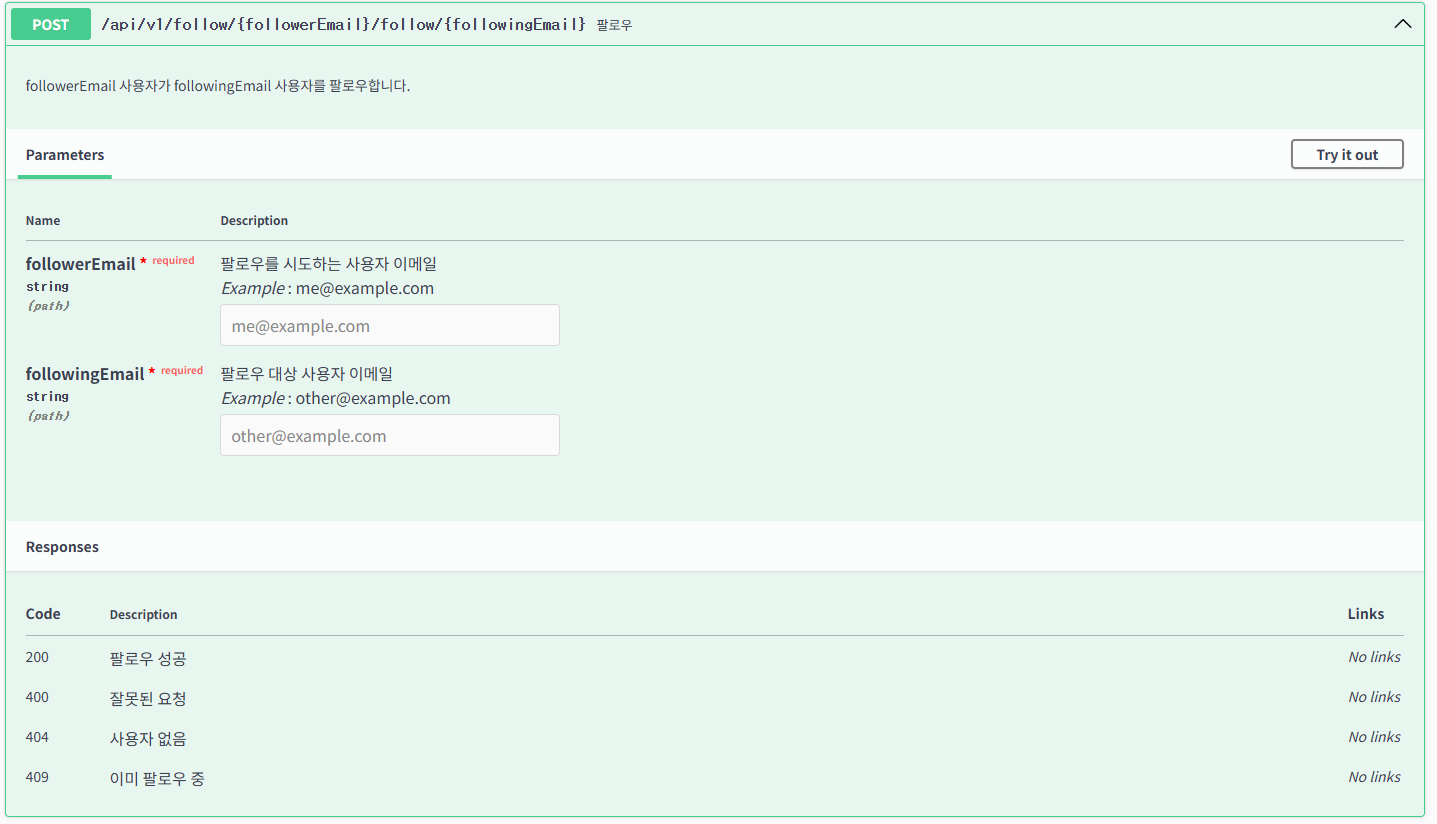 POST /api/v1/follow/{followerEmail}/follow/{followingEmail} 팔로우
followerEmail 사용자가 followingEmail 사용자를 팔로우합니다.
Parameters Try it out
Name Description
followerEmail * required 팔로우를 시도하는 사용자 이메일
string Example : me@example.com
(path)
me@example.com
followingEmail * required 팔로우 대상 사용자 이메일
string Example : other@example.com
(path)
other@example.com
Responses
Code Description Links
200 팔로우 성공 No links
400 잘못된 요청 No links
404 사용자 없음 No links
409 이미 팔로우 중 No links